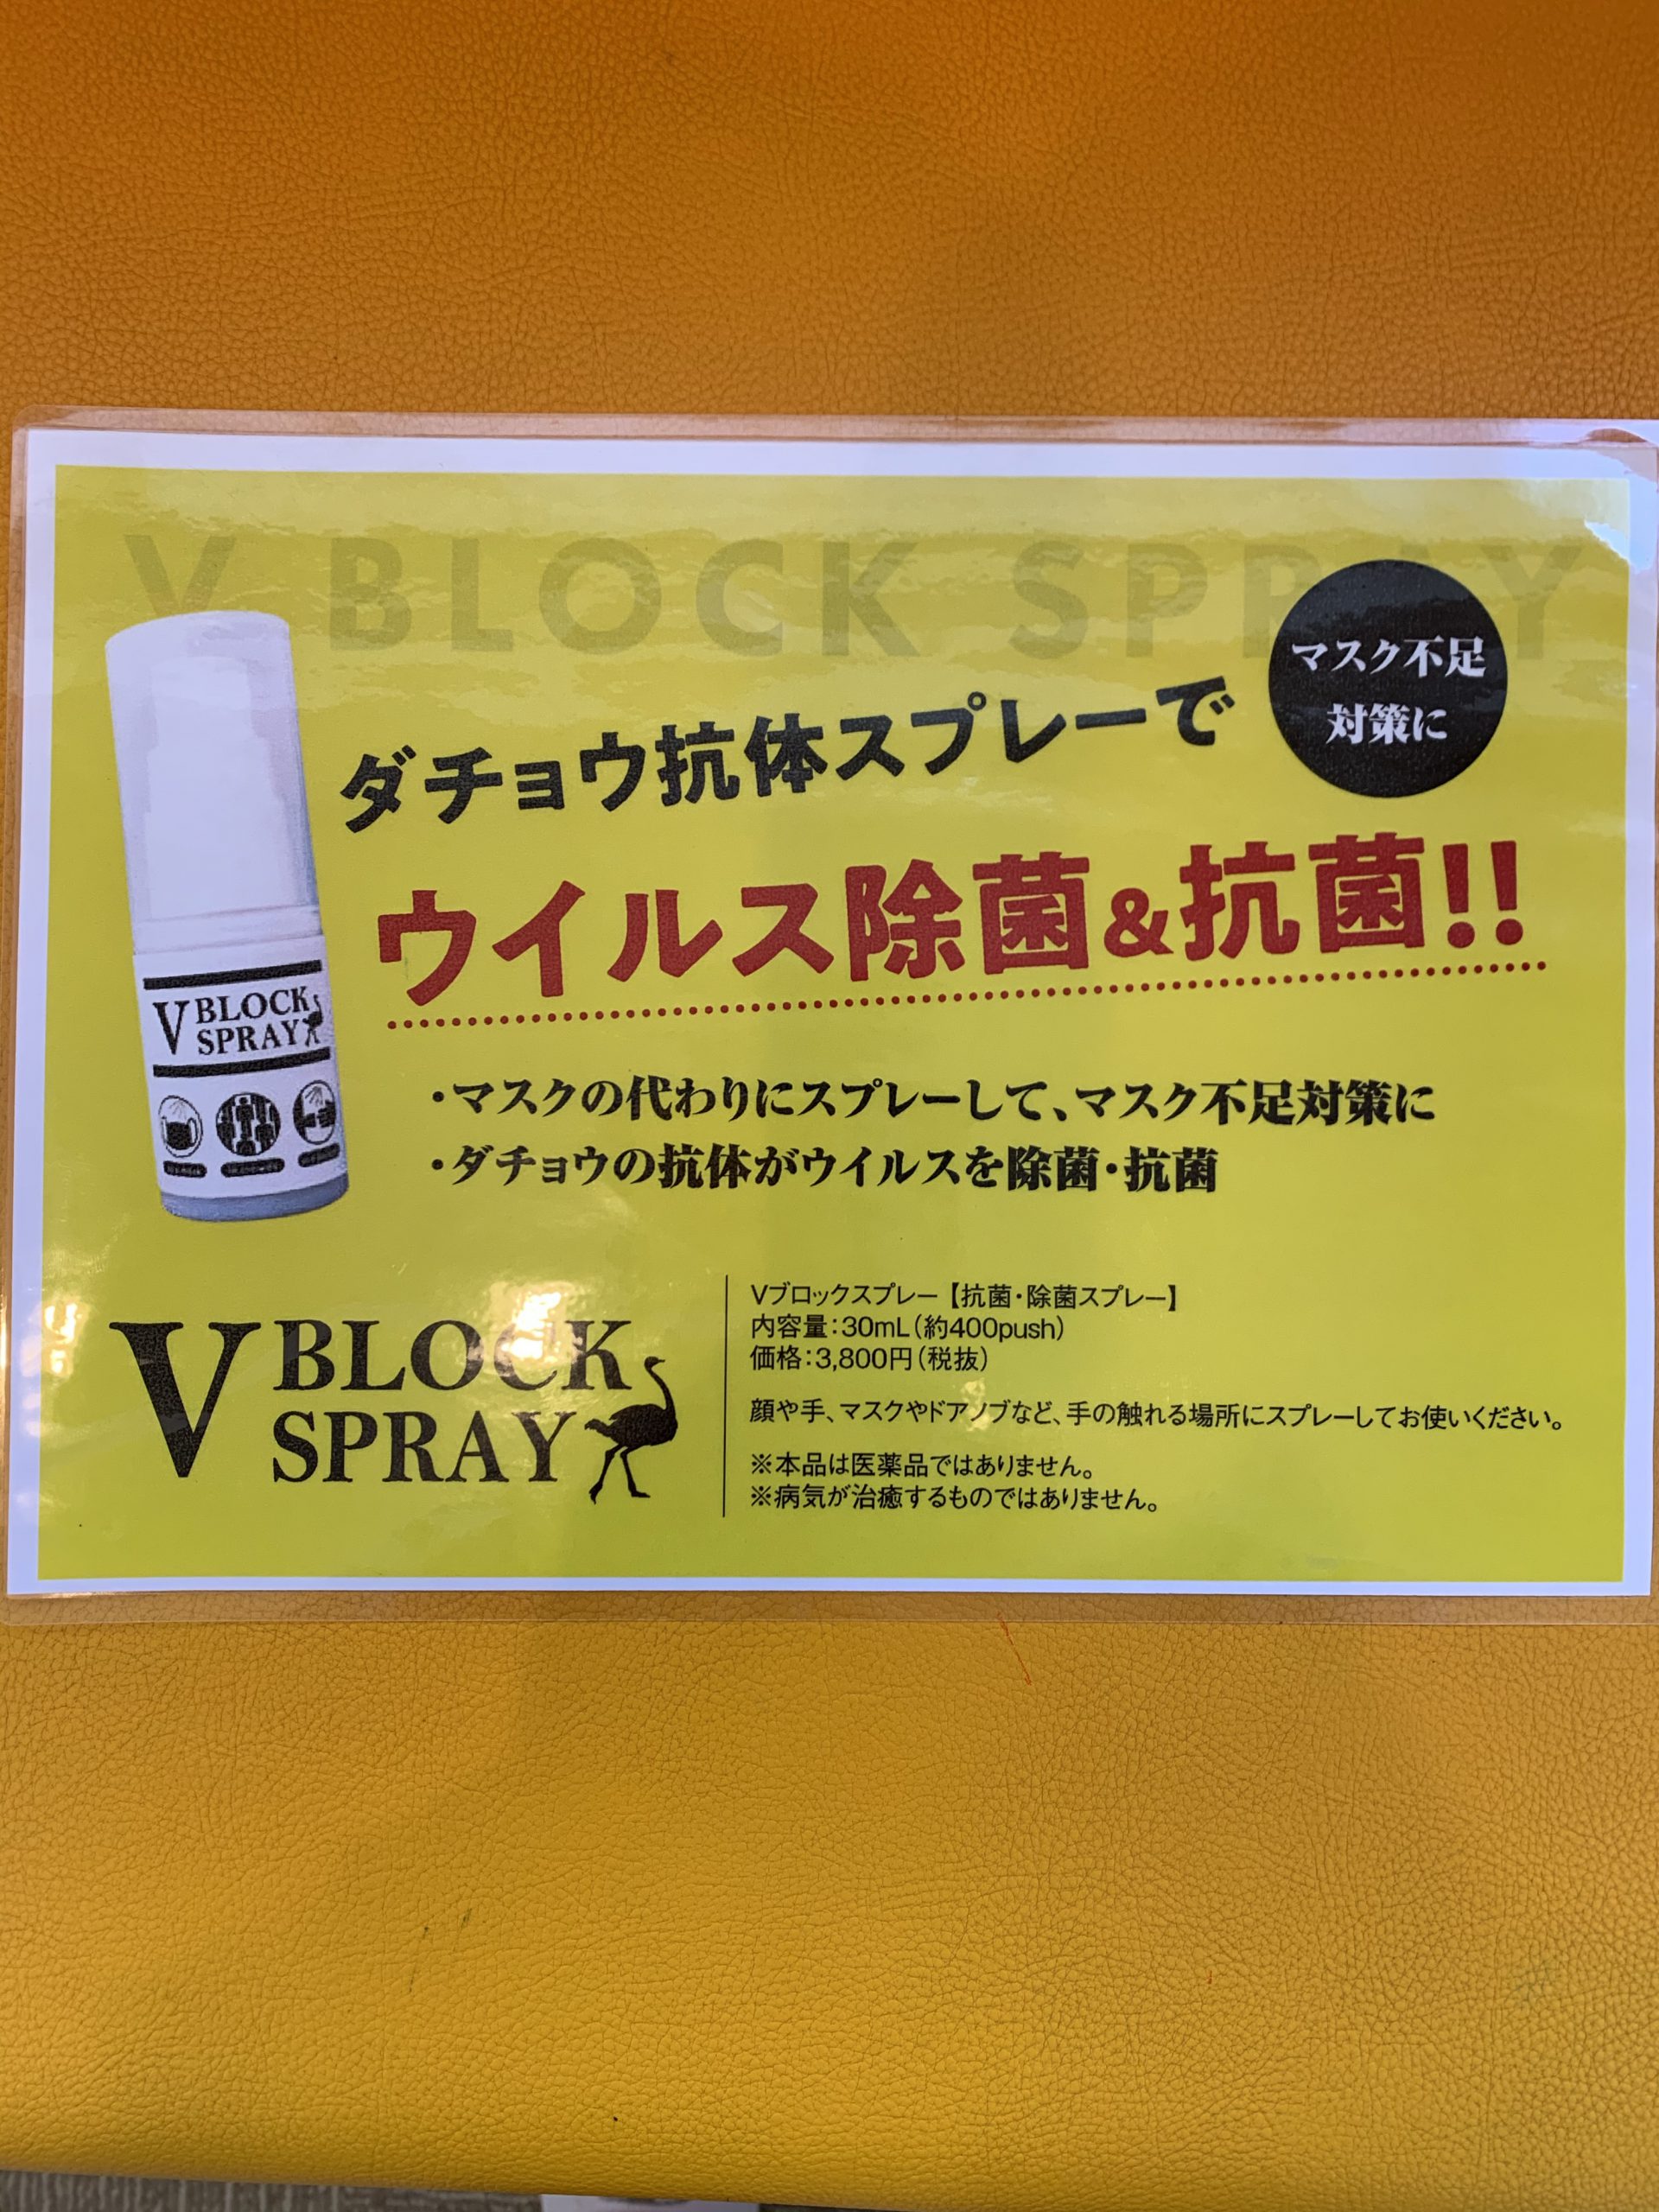 V BLOCK SPRAY
マスク不足
対策に
ダチョウ抗体スプレーで
ウイルス除菌&抗菌!!
V BLOCK
SPRAY
・マスクの代わりにスプレーして、マスク不足対策に
・ダチョウの抗体がウイルスを除菌・抗菌
V BLOCK
SPRAY
Vブロックスプレー【抗菌・除菌スプレー】
内容量：30mL（約400push）
価格：3,800円（税抜）
顔や手、マスクやドアノブなど、手の触れる場所にスプレーしてお使いください。
※本品は医薬品ではありません。
※病気が治癒するものではありません。